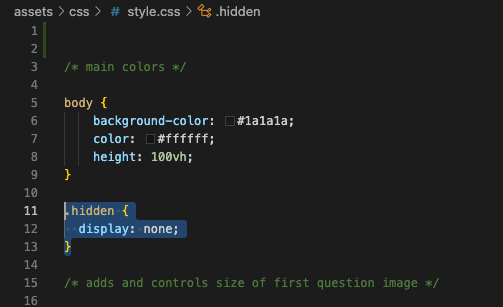 assets > css > # style.css > .hidden
1
2
3 /* main colors */
4
5 body {
6 background-color: #1a1a1a;
7 color: #ffffff;
8 height: 100vh;
9 }
10
11 .hidden {
12 display: none;
13 }
14
15 /* adds and controls size of first question image */
16